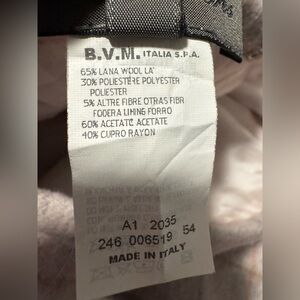 B.V.M. ITALIA S.P.A.
65% LANA WOOL LA'
30% POLIESTERE POLYESTER
POLIESTER
5% ALTRE FIBRE OTRAS FIBR
FODERA LINING FORRO
60% ACETATO ACETATE
40% CUPRO RAYON
A1 2035
246 006519 54
MADE IN ITALY